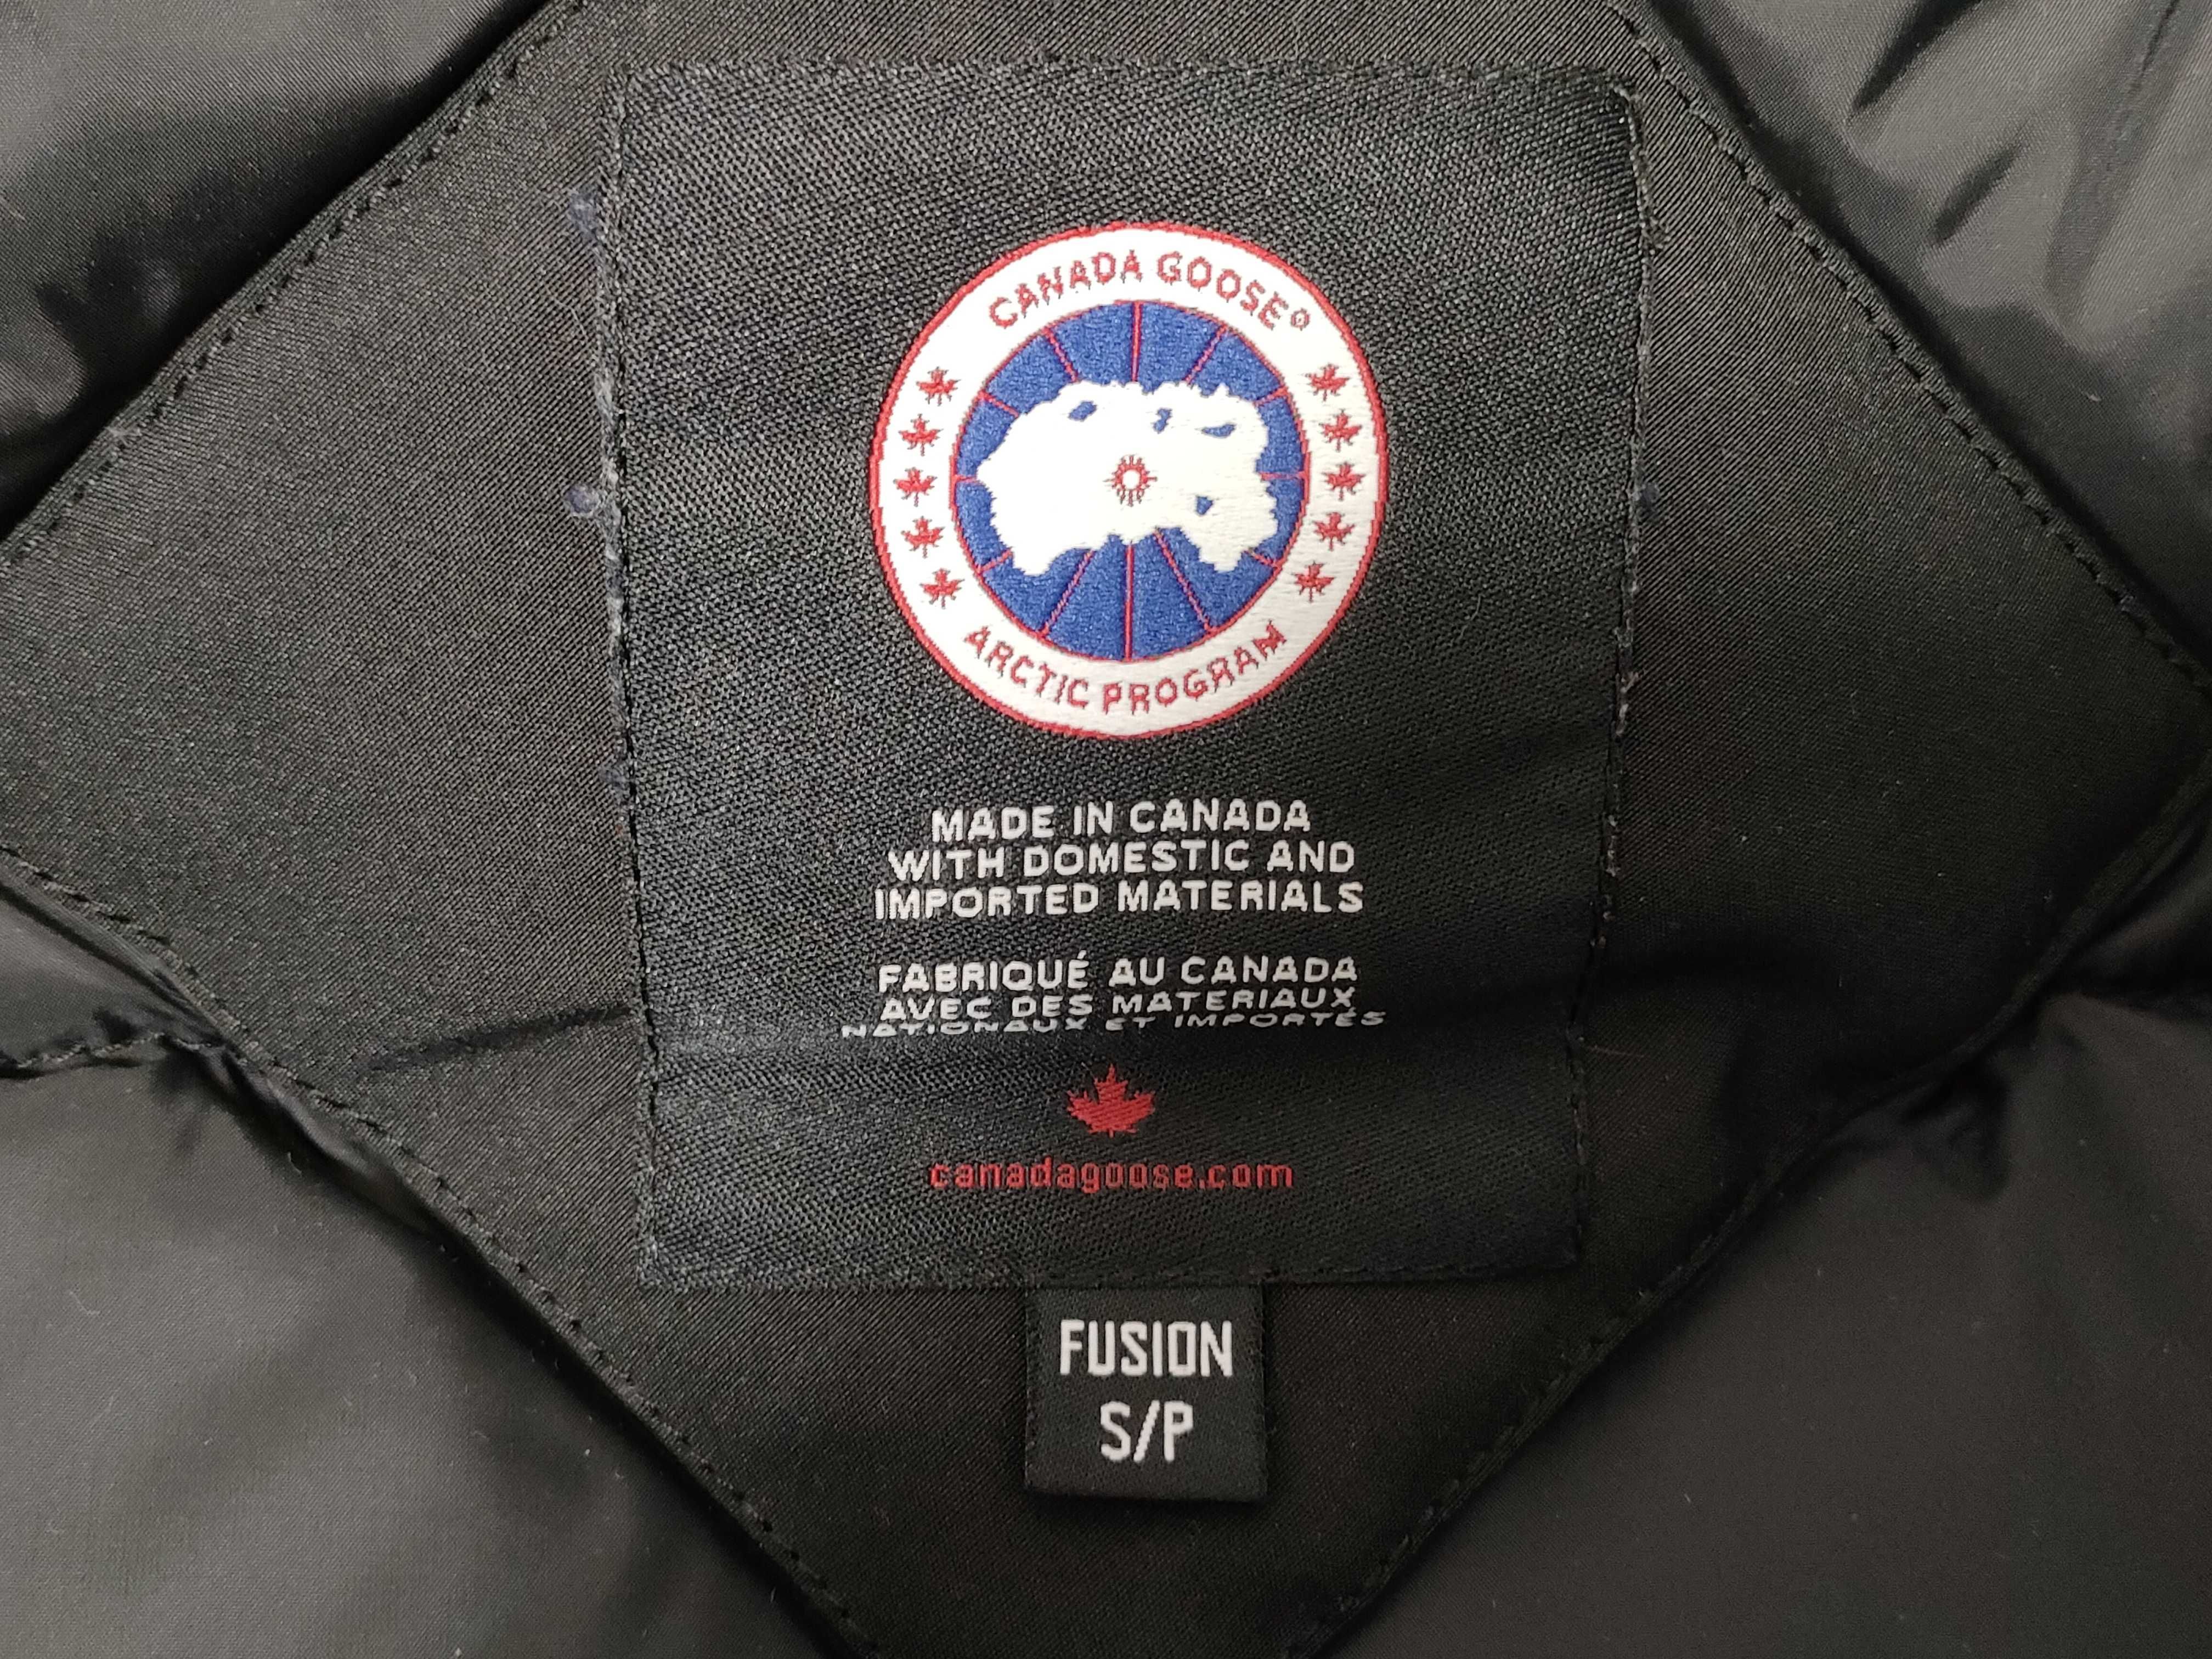 CANADA GOOSE®
ARCTIC PROGRAM
MADE IN CANADA
WITH DOMESTIC AND
IMPORTED MATERIALS
FABRIQUÉ AU CANADA
AVEC DES MATERIAUX
NATIONAUX ET IMPORTÉS
canadagoose.com
FUSION
S/P